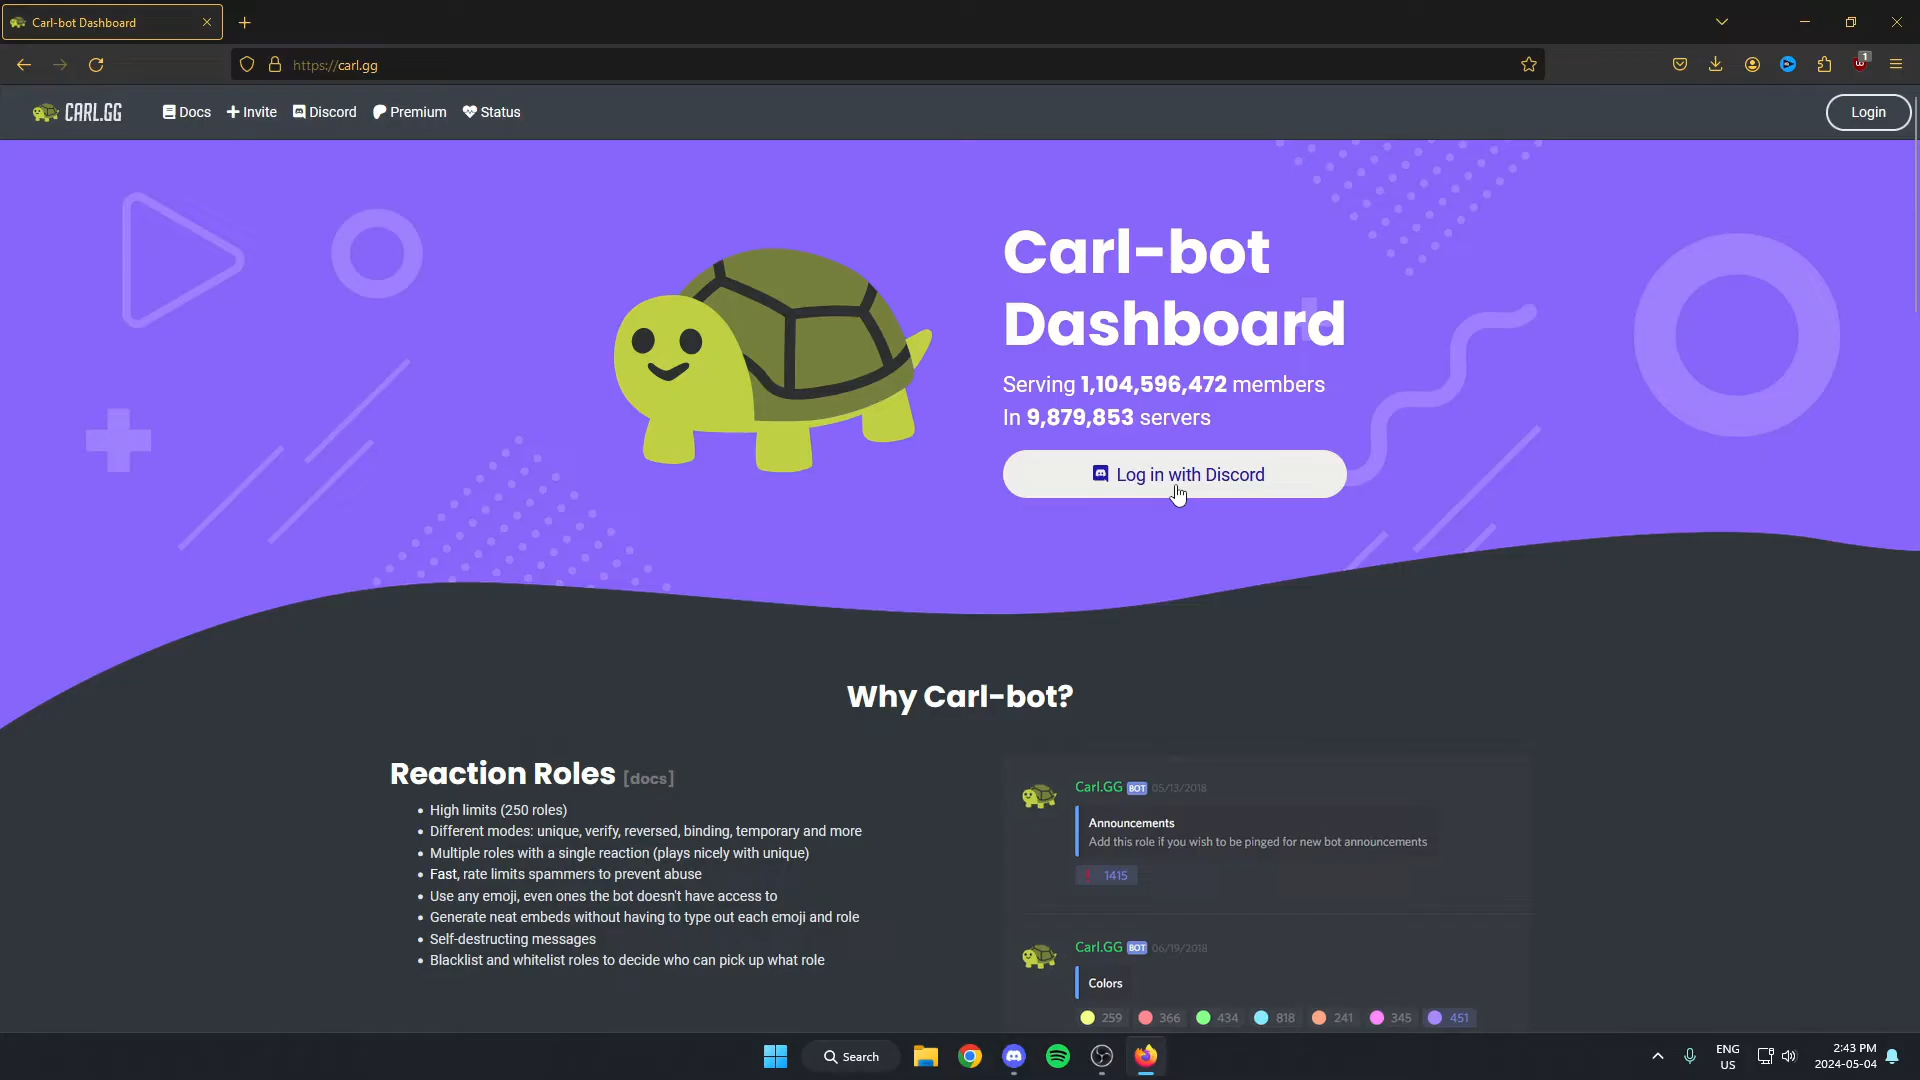 Carl-bot Dashboard
https://carl.gg
1
CARL.GG
Docs
Invite
Discord
Premium
Status
Login
Carl-bot
Dashboard
Serving 1,104,596,472 members
In 9,879,853 servers
Log in with Discord
Why Carl-bot?
Reaction Roles [docs]
High limits (250 roles)
Different modes: unique, verify, reversed, binding, temporary and more
Multiple roles with a single reaction (plays nicely with unique)
Fast, rate limits spammers to prevent abuse
Use any emoji, even ones the bot doesn't have access to
Generate neat embeds without having to type out each emoji and role
Self-destructing messages
Blacklist and whitelist roles to decide who can pick up what role
Carl.GG BOT 05/13/2018
Announcements
Add this role if you wish to be pinged for new bot announcements
1415
Carl.GG BOT 06/19/2018
Colors
259 366 434 818 241 345 451
Search
ENG
US
2:43 PM
2024-05-04